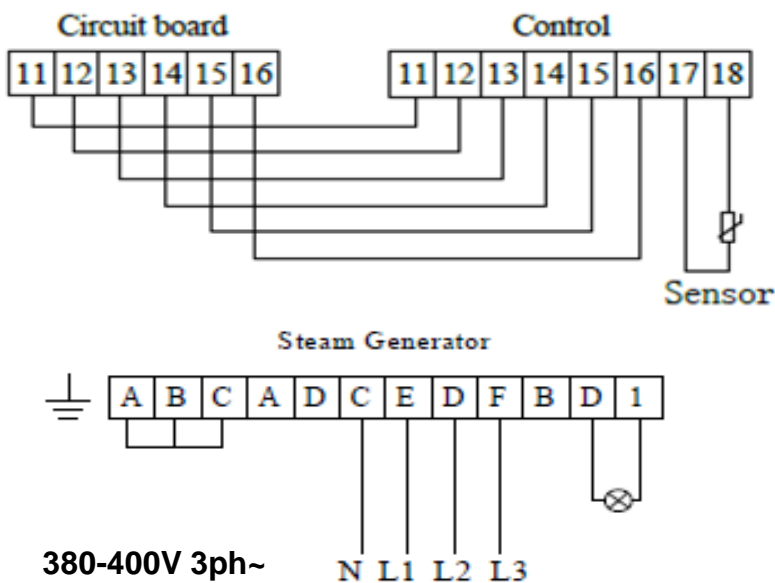 Circuit board Control
11 12 13 14 15 16 11 12 13 14 15 16 17 18
Sensor
Steam Generator
A B C A D C E D F B D 1
380-400V 3ph~ N L1 L2 L3